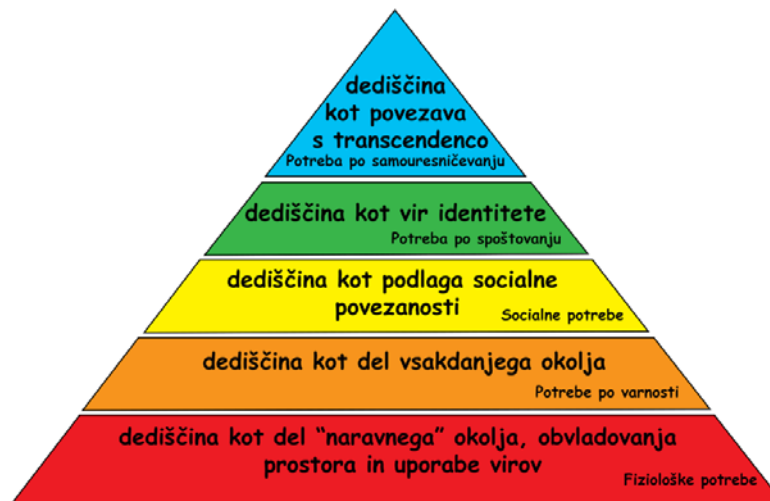 dediščina
kot povezava
s transcendenco
Potreba po samouresničevanju
dediščina kot vir identitete
Potreba po spoštovanju
dediščina kot podlaga socialne
povezanosti
Socialne potrebe
dediščina kot del vsakdanjega okolja
Potrebe po varnosti
dediščina kot del “naravnega” okolja, obvladovanja
prostora in uporabe virov
Fiziološke potrebe